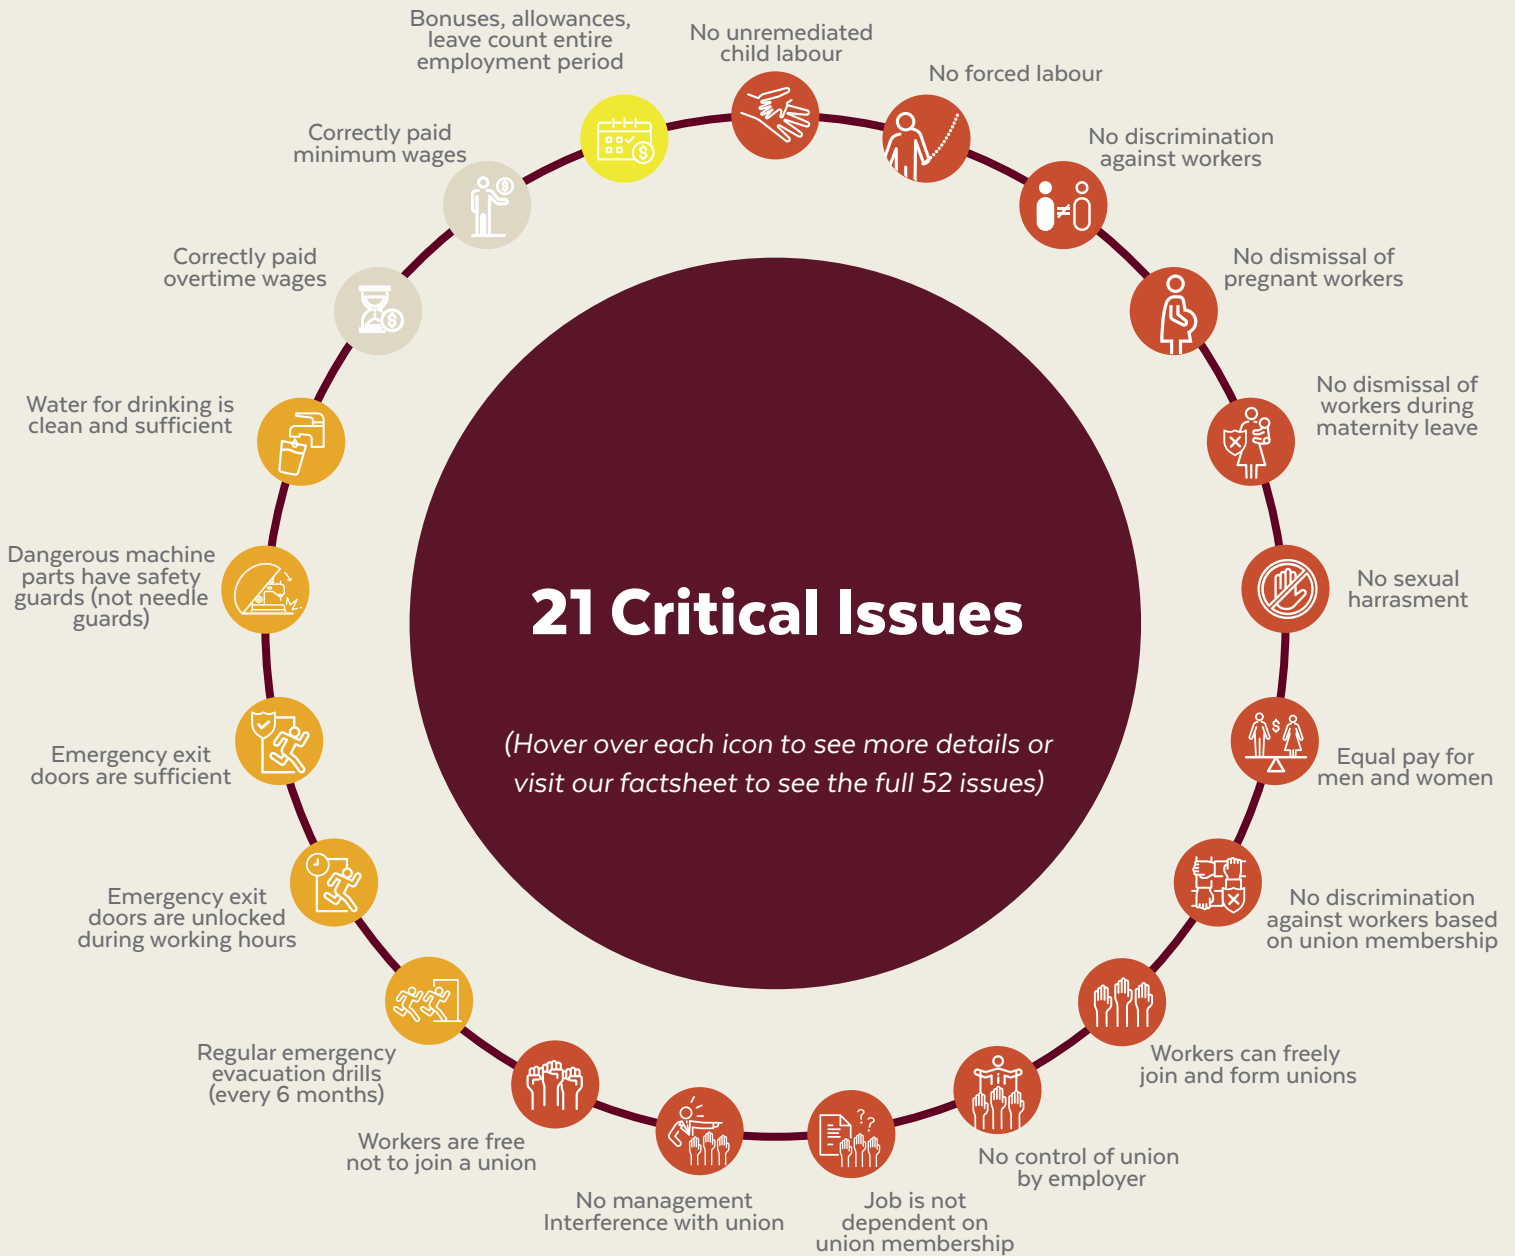 Bonuses, allowances,
leave count entire
employment period
No unremediated
child labour
No forced labour
No discrimination
against workers
No dismissal of
pregnant workers
No dismissal of
workers during
maternity leave
No sexual
harrasment
Equal pay for
men and women
No discrimination
against workers based
on union membership
Workers can freely
join and form unions
No control of union
by employer
Job is not
dependent on
union membership
No management
Interference with union
Workers are free
not to join a union
Regular emergency
evacuation drills
(every 6 months)
Emergency exit
doors are unlocked
during working hours
Emergency exit
doors are sufficient
Dangerous machine
parts have safety
guards (not needle
guards)
Water for drinking is
clean and sufficient
Correctly paid
overtime wages
Correctly paid
minimum wages
21 Critical Issues
(Hover over each icon to see more details or
visit our factsheet to see the full 52 issues)